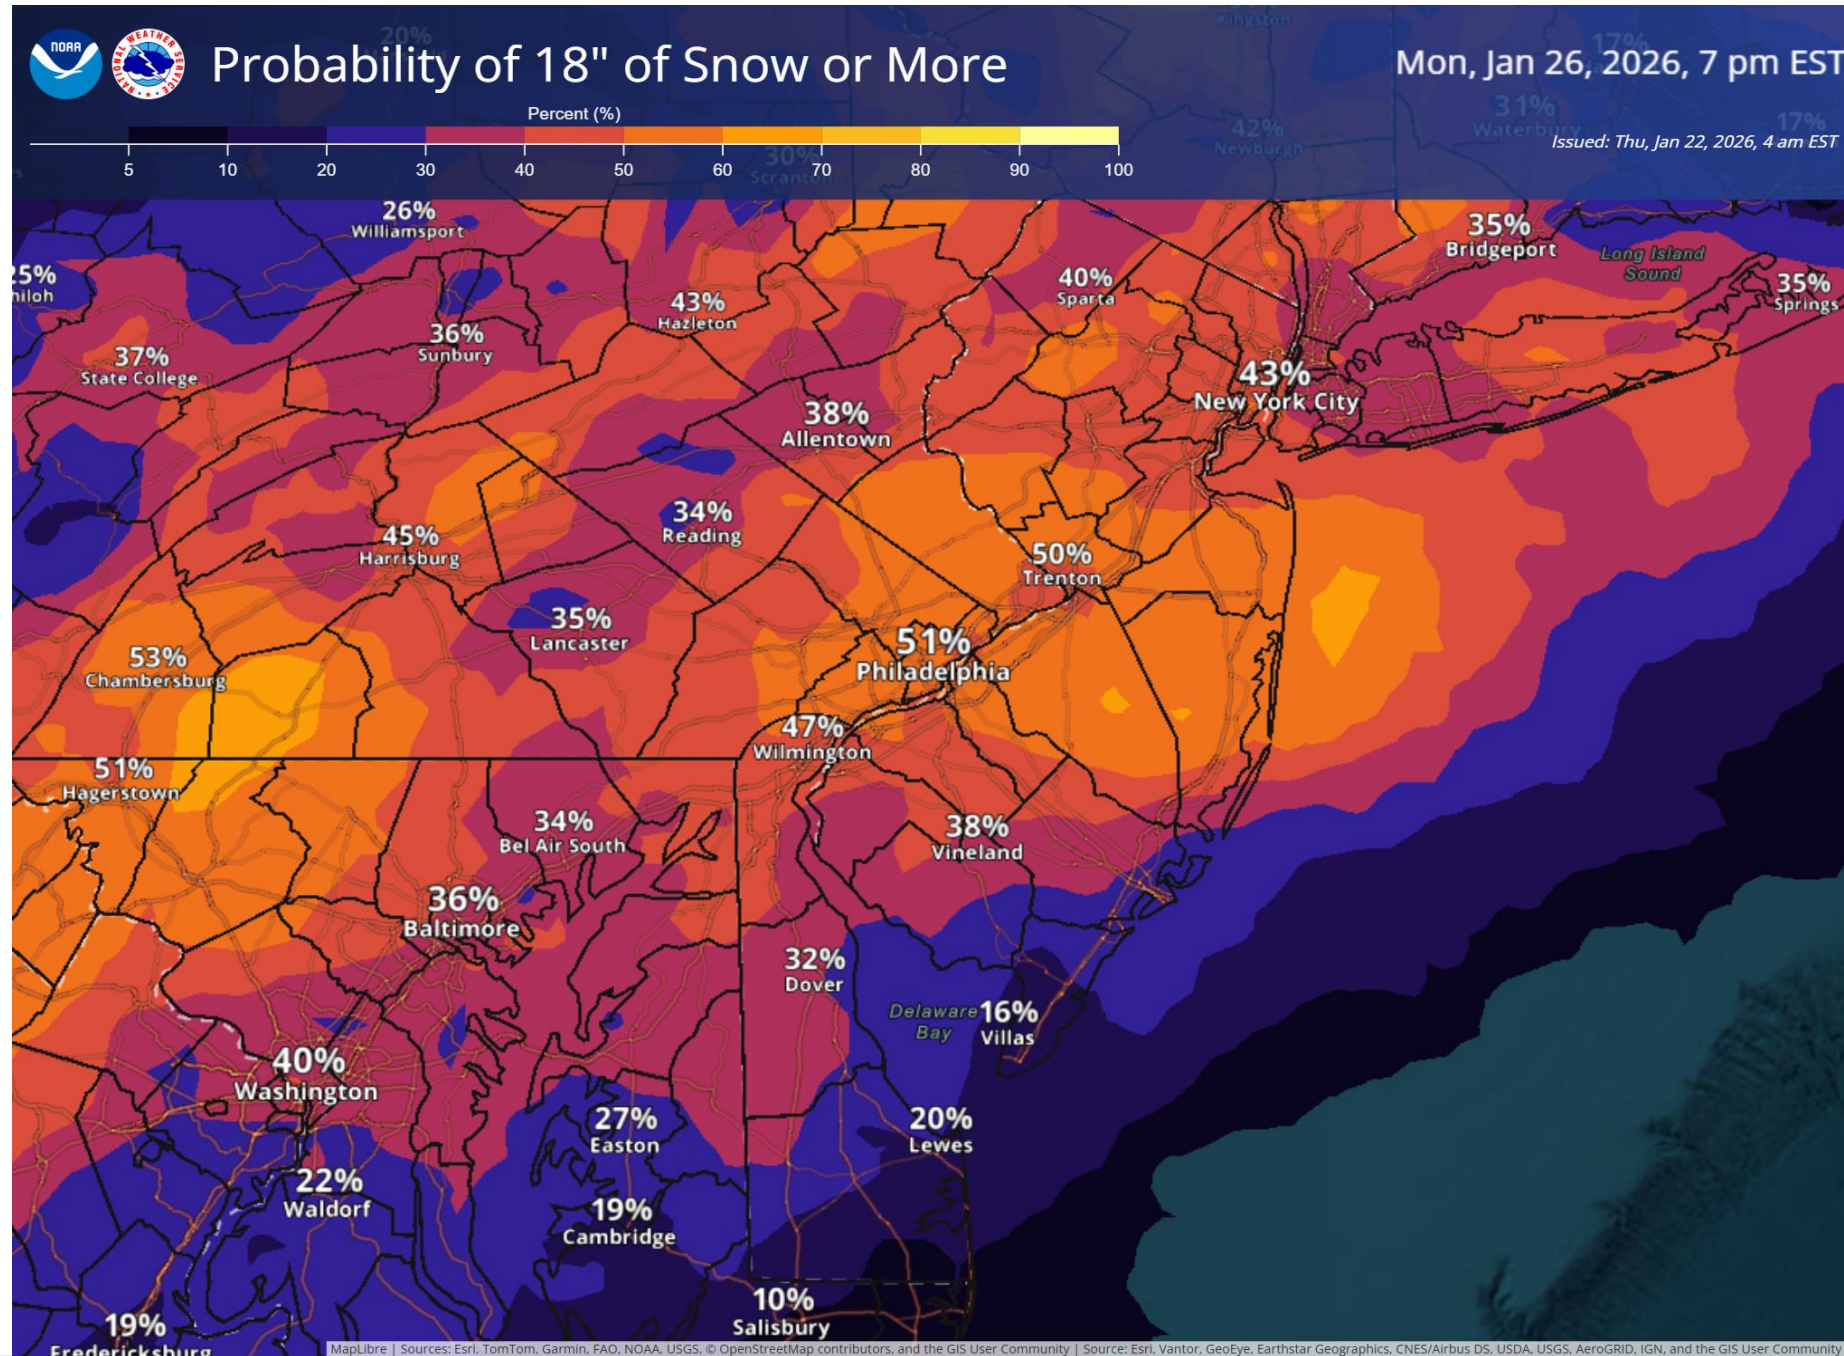 Kingston
20%
NOAA
NATIONAL WEATHER SERVICE
Probability of 18" of Snow or More
Mon, Jan 26, 2026, 7 pm EST
17%
Percent (%)
31%
Waterbury
42%
Newburgh
17%
Issued: Thu, Jan 22, 2026, 4 am EST
30%
Scranton
5 10 20 30 40 50 60 70 80 90 100
26%
Williamsport
35%
Bridgeport
Long Island
Sound
25%
hiloh
40%
Sparta
35%
Springs
43%
Hazleton
36%
Sunbury
37%
State College
43%
New York City
38%
Allentown
34%
Reading
45%
Harrisburg
50%
Trenton
35%
Lancaster
51%
Philadelphia
53%
Chambersburg
47%
Wilmington
51%
Hagerstown
34%
Bel Air South
38%
Vineland
36%
Baltimore
32%
Dover
Delaware
Bay
16%
Villas
40%
Washington
27%
Easton
20%
Lewes
22%
Waldorf
19%
Cambridge
10%
Salisbury
19%
Fredericksburg
MapLibre | Sources: Esri, TomTom, Garmin, FAO, NOAA, USGS, © OpenStreetMap contributors, and the GIS User Community | Source: Esri, Vantor, GeoEye, Earthstar Geographics, CNES/Airbus DS, USDA, USGS, AeroGRID, IGN, and the GIS User Community